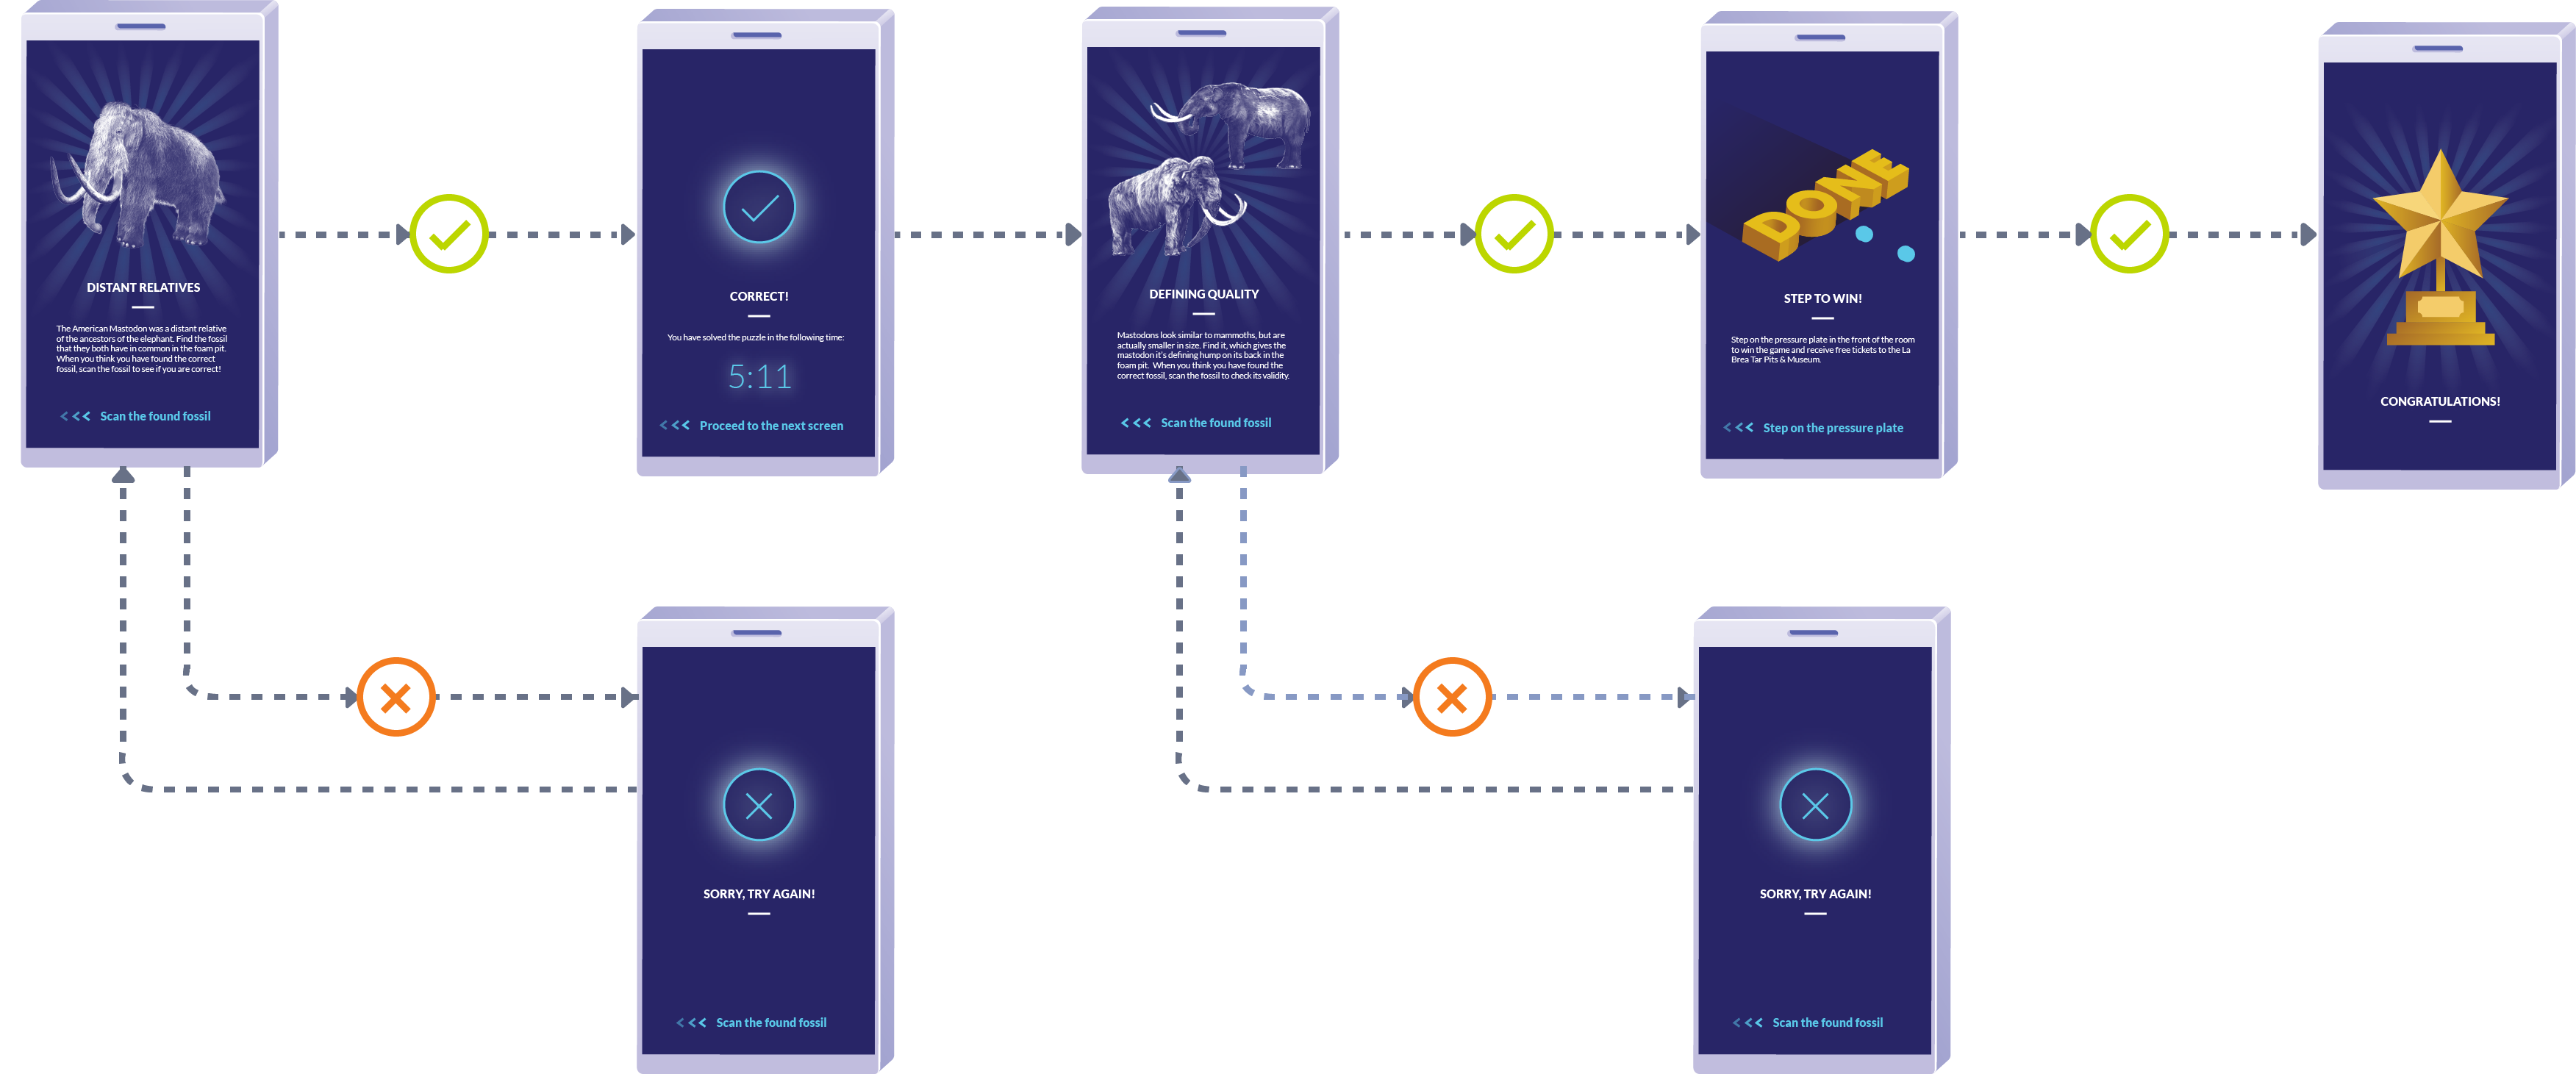 DISTANT RELATIVES
The American Mastodon was a distant relative
of the ancestors of the elephant. Find the fossil
that they both have in common in the foam pit.
When you think you have found the correct
fossil, scan the fossil to see if you are correct!
Scan the found fossil
CORRECT!
You have solved the puzzle in the following time:
5:11
Proceed to the next screen
DEFINING QUALITY
Mastodons look similar to mammoths, but are
actually smaller in size. Find it, which gives the
mastodon it's defining hump on its back in the
foam pit. When you think you have found the
correct fossil, scan the fossil to check its validity.
Scan the found fossil
DONE
STEP TO WIN!
Step on the pressure plate in the front of the room
to win the game and receive free tickets to the La
Brea Tar Pits & Museum.
Step on the pressure plate
CONGRATULATIONS!
SORRY, TRY AGAIN!
Scan the found fossil
SORRY, TRY AGAIN!
Scan the found fossil